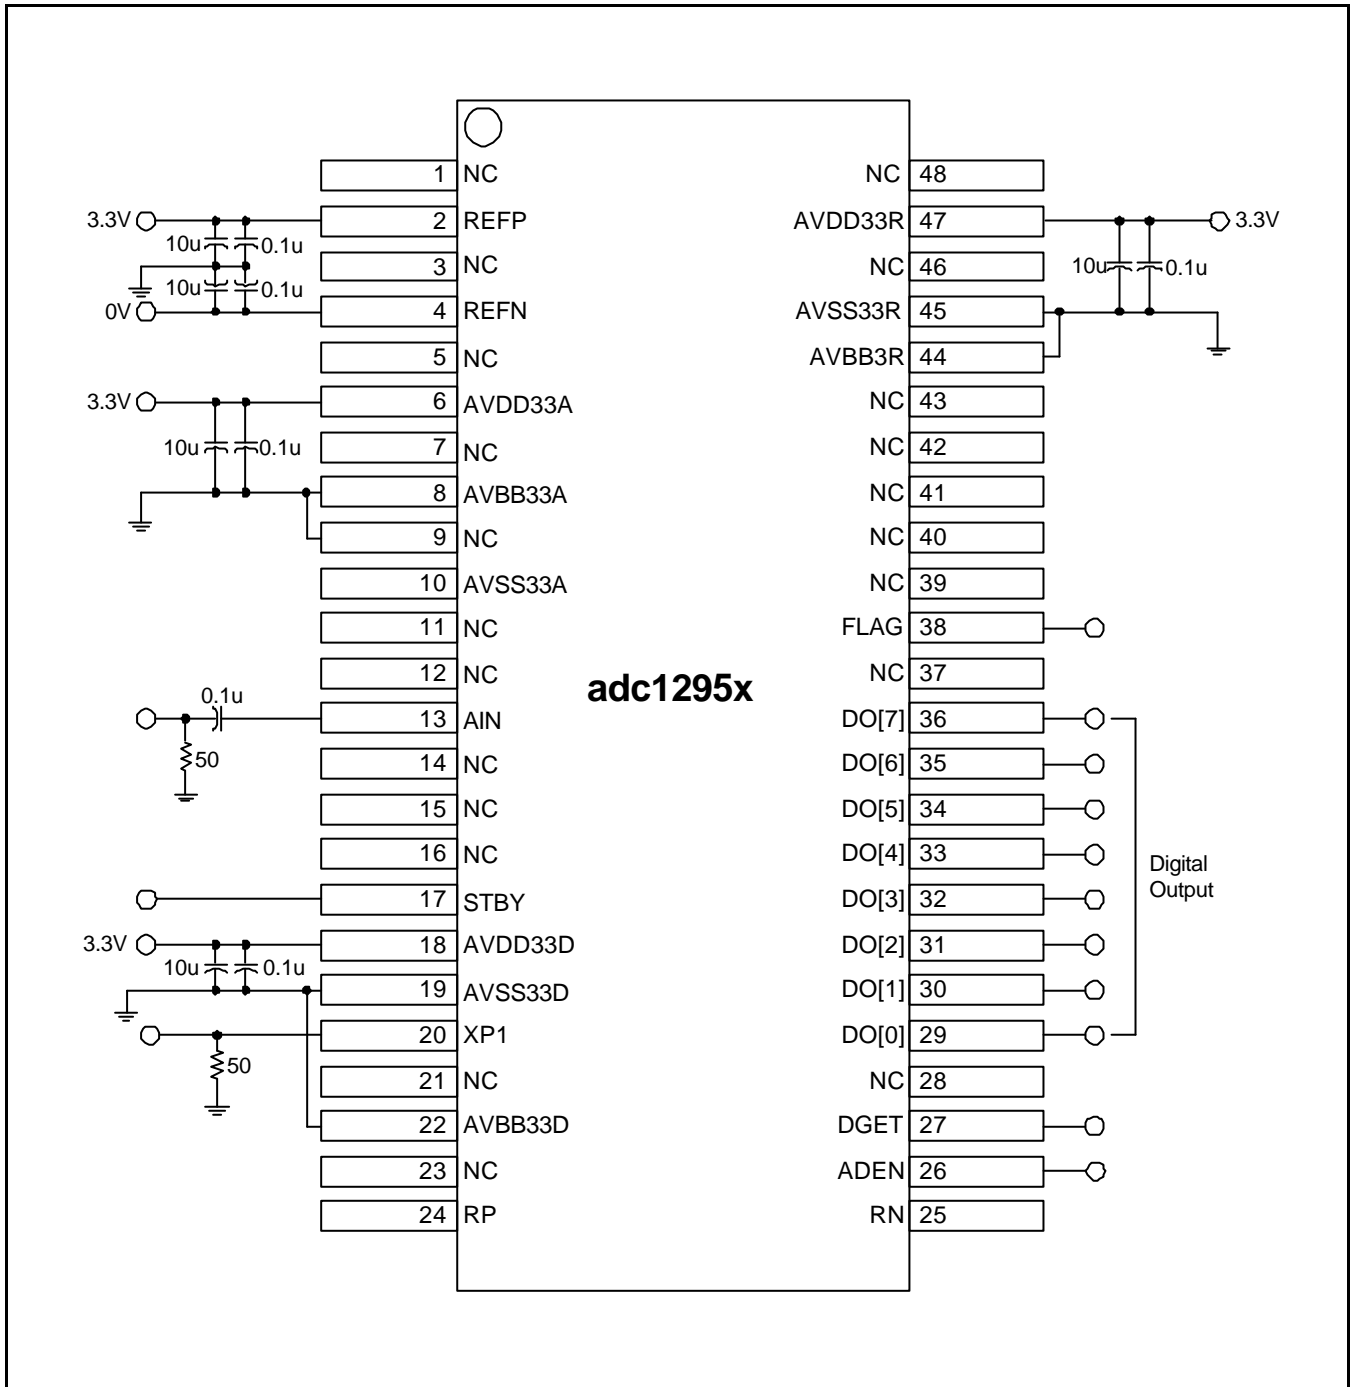 1 NC
3.3V 2 REFP
10u 0.1u
3 NC
10u 0.1u
0V 4 REFN
5 NC
3.3V 6 AVDD33A
10u 0.1u
7 NC
8 AVBB33A
9 NC
10 AVSS33A
11 NC
12 NC
0.1u
13 AIN
50
14 NC
15 NC
16 NC
17 STBY
3.3V 18 AVDD33D
10u 0.1u
19 AVSS33D
20 XP1
50
21 NC
22 AVBB33D
23 NC
24 RP
adc1295x
NC 48
AVDD33R 47 3.3V
NC 46
10u 0.1u
AVSS33R 45
AVBB3R 44
NC 43
NC 42
NC 41
NC 40
NC 39
FLAG 38
NC 37
DO[7] 36
DO[6] 35
DO[5] 34
DO[4] 33
DO[3] 32
DO[2] 31
DO[1] 30
DO[0] 29
Digital
Output
NC 28
DGET 27
ADEN 26
RN 25